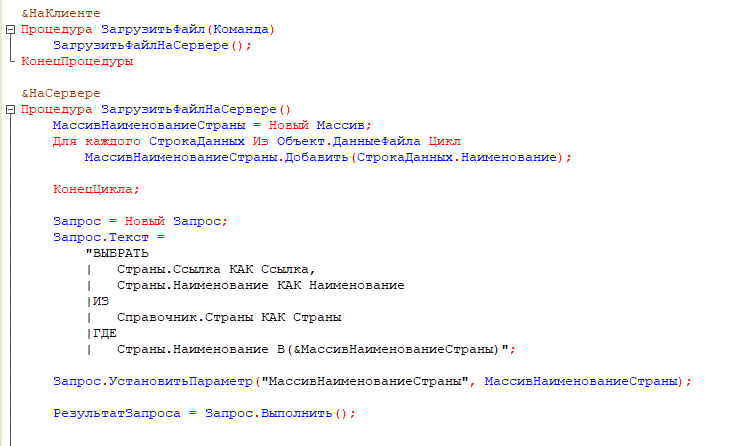 &НаКлиенте
Процедура ЗагрузитьФайл(Команда)
    ЗагрузитьФайлНаСервере();
КонецПроцедуры

&НаСервере
Процедура ЗагрузитьФайлНаСервере()
    МассивНаименованиеСтраны = Новый Массив;
    Для каждого СтрокаДанных Из Объект.ДанныеФайла Цикл
        МассивНаименованиеСтраны.Добавить(СтрокаДанных.Наименование);

    КонецЦикла;

    Запрос = Новый Запрос;
    Запрос.Текст =
        "ВЫБРАТЬ
        |   Страны.Ссылка КАК Ссылка,
        |   Страны.Наименование КАК Наименование
        |ИЗ
        |   Справочник.Страны КАК Страны
        |ГДЕ
        |   Страны.Наименование В(&МассивНаименованиеСтраны)";

    Запрос.УстановитьПараметр("МассивНаименованиеСтраны", МассивНаименованиеСтраны);

    РезультатЗапроса = Запрос.Выполнить();